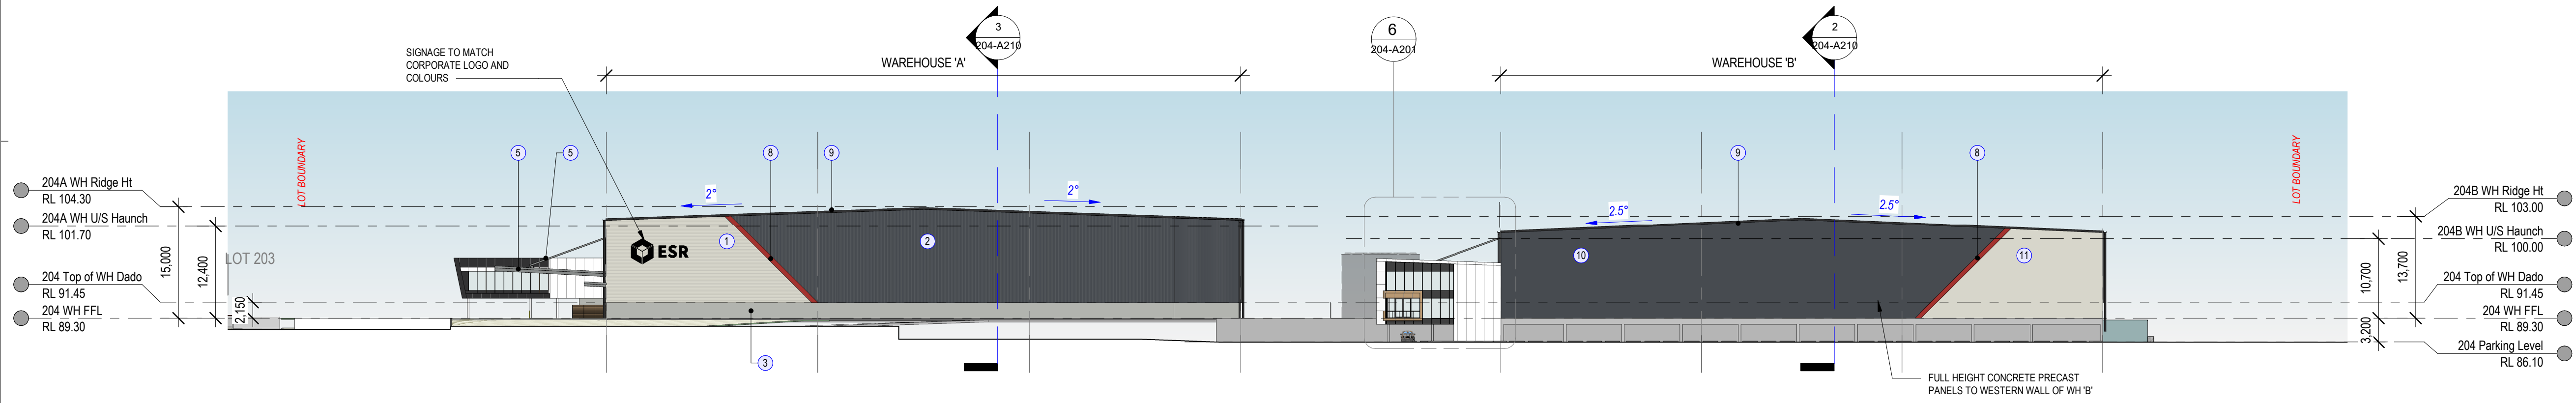 3
204-A210
6
204-A201
2
204-A210
SIGNAGE TO MATCH
CORPORATE LOGO AND
COLOURS
WAREHOUSE 'A'
WAREHOUSE 'B'
LOT BOUNDARY
LOT BOUNDARY
5
5
8
9
9
8
204A WH Ridge Ht
RL 104.30
204A WH U/S Haunch
RL 101.70
204 Top of WH Dado
RL 91.45
204 WH FFL
RL 89.30
15,000
12,400
2,150
LOT 203
2°
2°
2.5°
2.5°
ESR
1
2
3
10
11
10,700
13,700
3,200
204B WH Ridge Ht
RL 103.00
204B WH U/S Haunch
RL 100.00
204 Top of WH Dado
RL 91.45
204 WH FFL
RL 89.30
204 Parking Level
RL 86.10
FULL HEIGHT CONCRETE PRECAST
PANELS TO WESTERN WALL OF WH 'B'